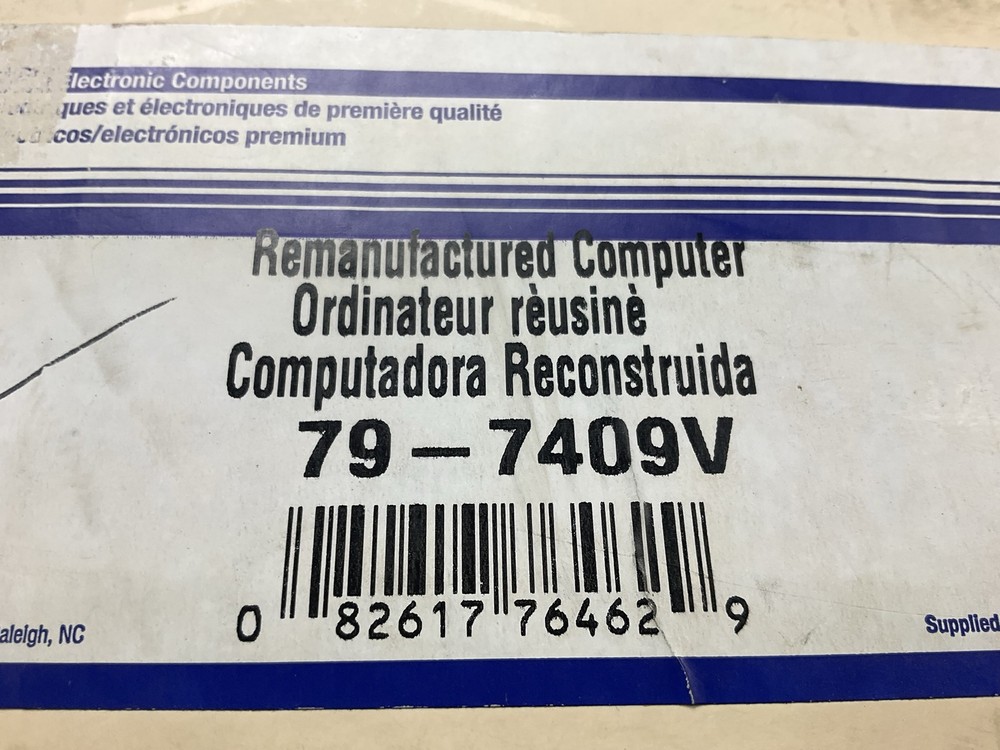 Electronic Components
ques et électroniques de première qualité
cos/electrónicos premium
Remanufactured Computer
Ordinateur rèusinè
Computadora Reconstruida
79-7409V
0 82617 76462 9
aleigh, NC
Supplied